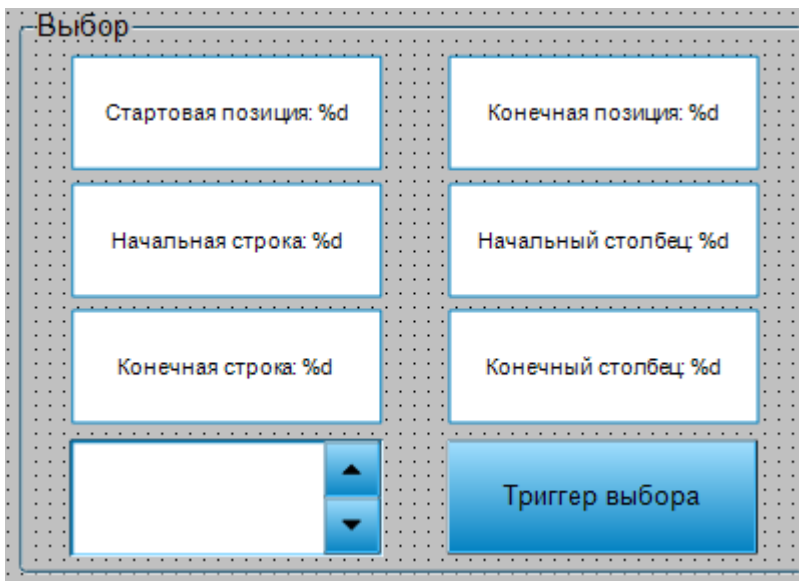 Выбор
Стартовая позиция: %d
Конечная позиция: %d
Начальная строка: %d
Начальный столбец: %d
Конечная строка: %d
Конечный столбец: %d
Триггер выбора